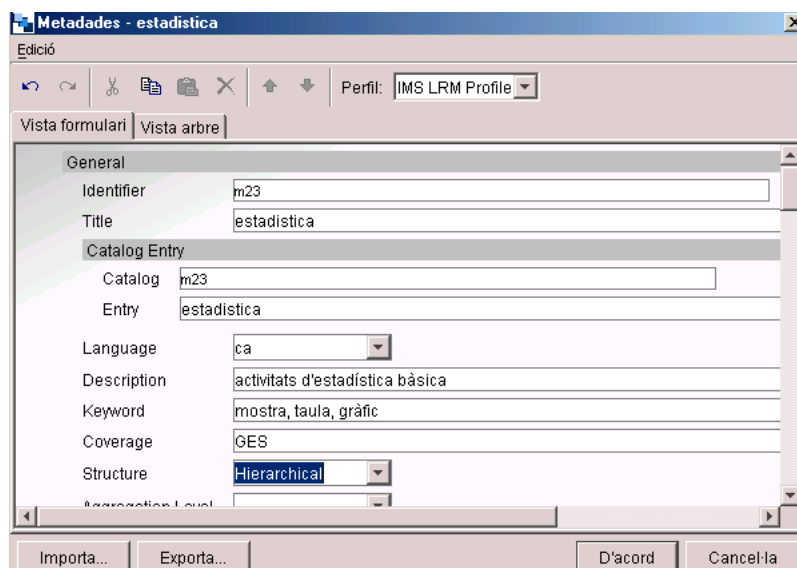 Metadades - estadistica
Edició
Perfil: IMS LRM Profile
Vista formulari Vista arbre
General
Identifier m23
Title estadistica
Catalog Entry
Catalog m23
Entry estadistica
Language ca
Description activitats d'estadística bàsica
Keyword mostra, taula, gràfic
Coverage GES
Structure Hierarchical
Aggregation Level
Importa... Exporta... D'acord Cancel·la